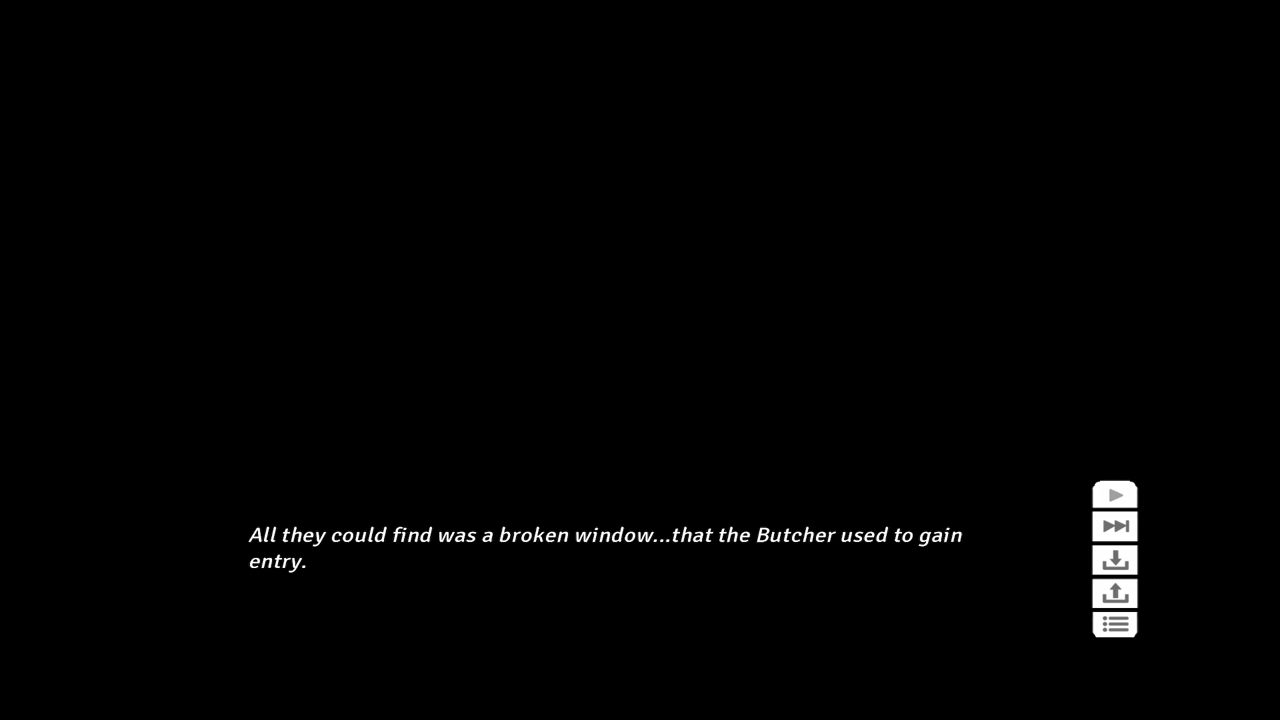 All they could find was a broken window...that the Butcher used to gain
entry.